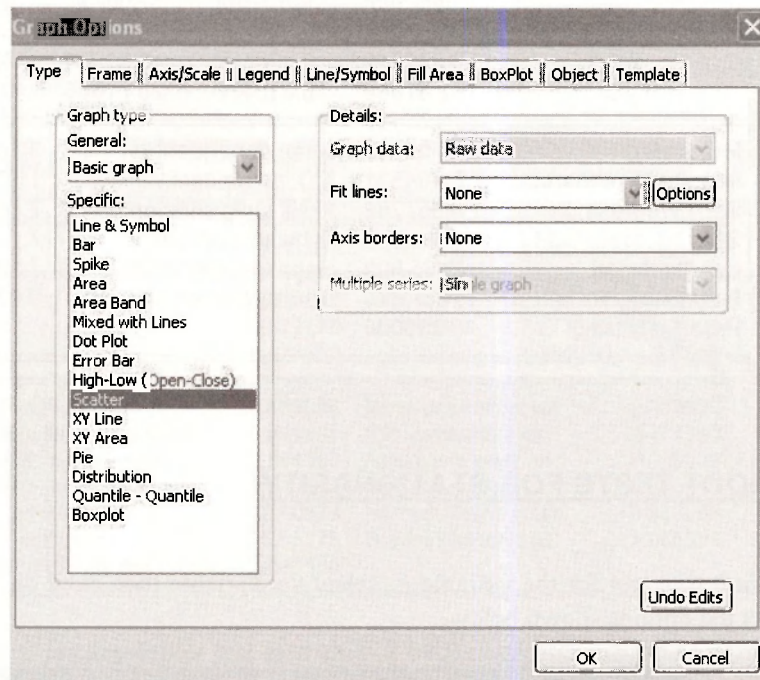 Graph Options
Type Frame Axis/Scale Legend Line/Symbol Fill Area BoxPlot Object Template
Graph type
General:
Basic graph
Specific:
Line & Symbol
Bar
Spike
Area
Area Band
Mixed with Lines
Dot Plot
Error Bar
High-Low (Open-Close)
Scatter
XY Line
XY Area
Pie
Distribution
Quantile - Quantile
Boxplot
Details:
Graph data: Raw data
Fit lines: None Options
Axis borders: None
Multiple series: Single graph
Undo Edits
OK Cancel